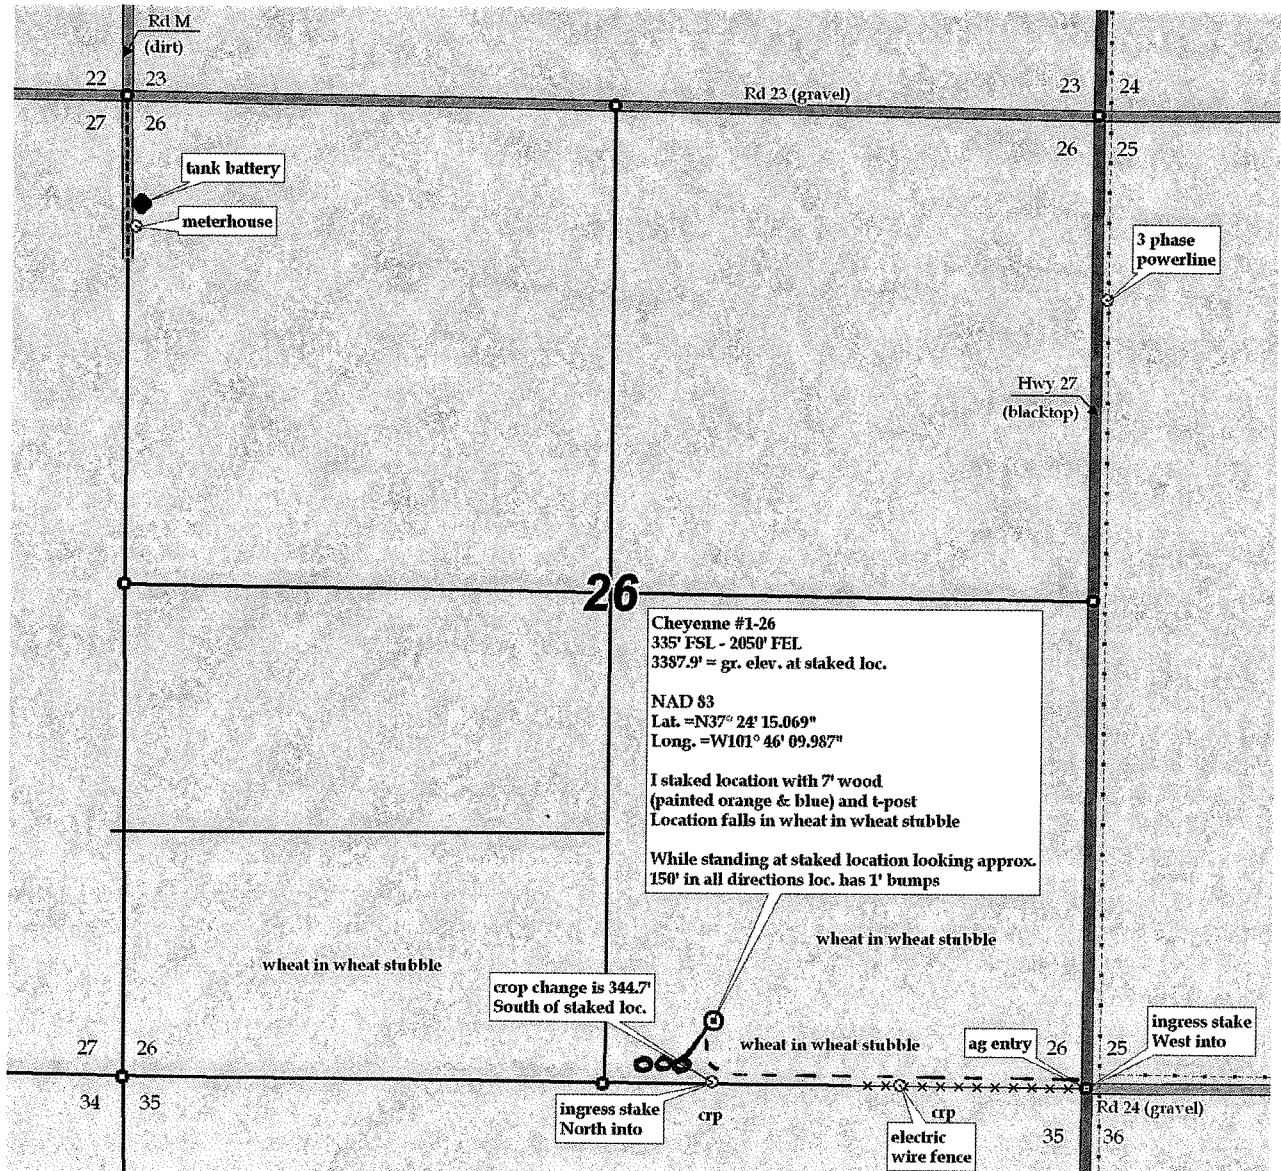 Rd M
(dirt)
22 23
27 26
Rd 23 (gravel)
23 24
26 25
tank battery
meterhouse
3 phase
powerline
Hwy 27
(blacktop)
26
Cheyenne #1-26
335' FSL - 2050' FEL
3387.9' = gr. elev. at staked loc.
NAD 83
Lat. =N37° 24' 15.069"
Long. =W101° 46' 09.987"
I staked location with 7' wood
(painted orange & blue) and t-post
Location falls in wheat in wheat stubble
While standing at staked location looking approx.
150' in all directions loc. has 1' bumps
wheat in wheat stubble
wheat in wheat stubble
crop change is 344.7'
South of staked loc.
wheat in wheat stubble
ag entry
ingress stake
West into
27 26
34 35
26 25
35 36
ingress stake
North into
crp
crp
electric
wire fence
Rd 24 (gravel)